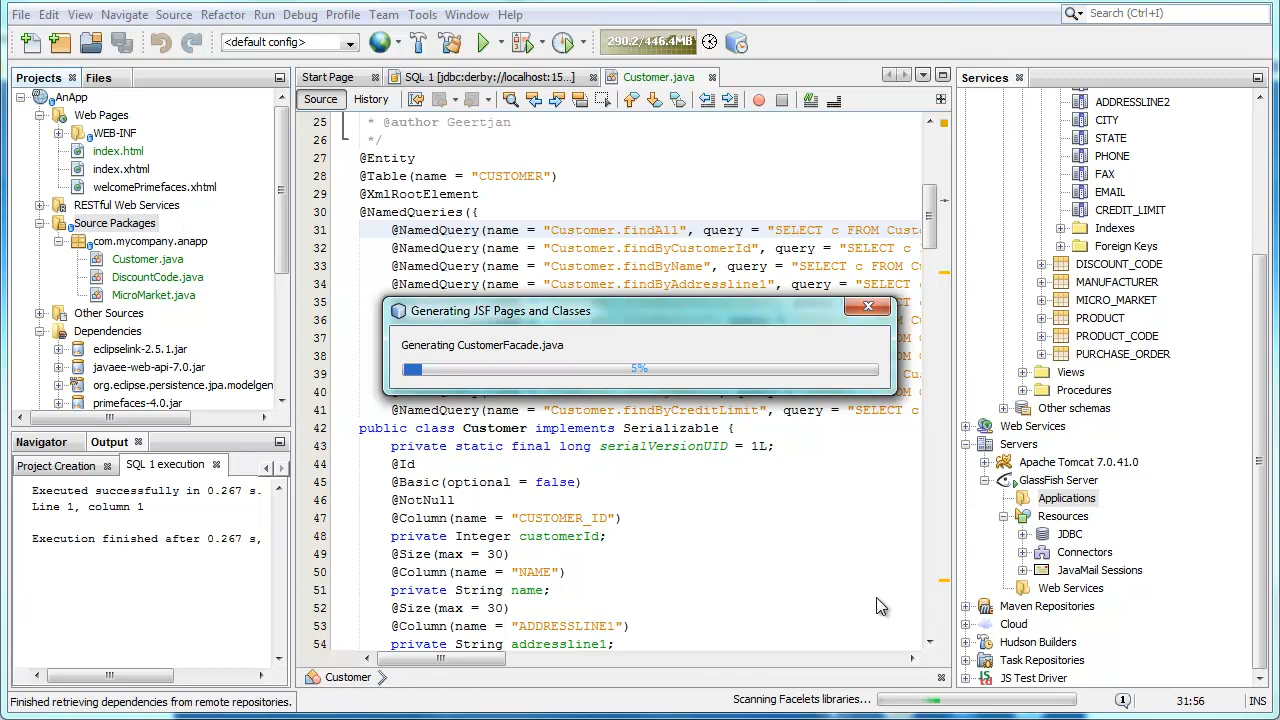 File Edit View Navigate Source Refactor Run Debug Profile Team Tools Window Help
Search (Ctrl+I)
<default config>
290.2/446.4MB
Projects
Files
AnApp
Web Pages
WEB-INF
index.html
index.xhtml
welcomePrimefaces.xhtml
RESTful Web Services
Source Packages
com.mycompany.anapp
Customer.java
DiscountCode.java
MicroMarket.java
Other Sources
Dependencies
eclipselink-2.5.1.jar
javaee-web-api-7.0.jar
org.eclipse.persistence.jpa.modelgen
primefaces-4.0.jar
Navigator
Output
Project Creation
SQL 1 execution
Executed successfully in 0.267 s.
Line 1, column 1
Execution finished after 0.267 s,
Finished retrieving dependencies from remote repositories.
Start Page
SQL 1 [jdbc:derby://localhost:15...]
Customer.java
Source
History
25 * @author Geertjan
26 */
27 @Entity
28 @Table(name = "CUSTOMER")
29 @XmlRootElement
30 @NamedQueries({
31 @NamedQuery(name = "Customer.findAll", query = "SELECT c FROM Cust
32 @NamedQuery(name = "Customer.findByCustomerId", query = "SELECT c
33 @NamedQuery(name = "Customer.findByName", query = "SELECT c FROM C
34 @NamedQuery(name = "Customer.findByAddressline1", query = "SELECT c
35
36
37
38
39
40
41 @NamedQuery(name = "Customer.findByCreditLimit", query = "SELECT c
42 public class Customer implements Serializable {
43 private static final long serialVersionUID = 1L;
44 @Id
45 @Basic(optional = false)
46 @NotNull
47 @Column(name = "CUSTOMER_ID")
48 private Integer customerId;
49 @Size(max = 30)
50 @Column(name = "NAME")
51 private String name;
52 @Size(max = 30)
53 @Column(name = "ADDRESSLINE1")
54 private String addressline1;
Customer
Generating JSF Pages and Classes
Generating CustomerFacade.java
5%
Scanning Facelets libraries...
1
31:56
INS
Services
ADDRESSLINE2
CITY
STATE
PHONE
FAX
EMAIL
CREDIT_LIMIT
Indexes
Foreign Keys
DISCOUNT_CODE
MANUFACTURER
MICRO_MARKET
PRODUCT
PRODUCT_CODE
PURCHASE_ORDER
Views
Procedures
Other schemas
Web Services
Servers
Apache Tomcat 7.0.41.0
GlassFish Server
Applications
Resources
JDBC
Connectors
JavaMail Sessions
Web Services
Maven Repositories
Cloud
Hudson Builders
Task Repositories
JS Test Driver